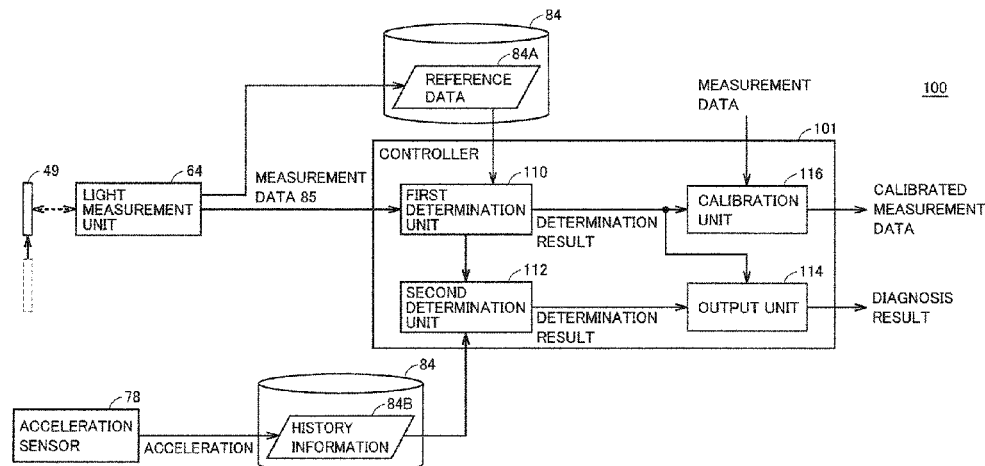 84
84A
REFERENCE
DATA
MEASUREMENT
DATA
100
101
CONTROLLER
49
64
LIGHT
MEASUREMENT
UNIT
MEASUREMENT
DATA 85
110
FIRST
DETERMINATION
UNIT
DETERMINATION
RESULT
116
CALIBRATION
UNIT
CALIBRATED
MEASUREMENT
DATA
112
SECOND
DETERMINATION
UNIT
DETERMINATION
RESULT
114
OUTPUT UNIT
DIAGNOSIS
RESULT
84
84B
HISTORY
INFORMATION
78
ACCELERATION
SENSOR
ACCELERATION